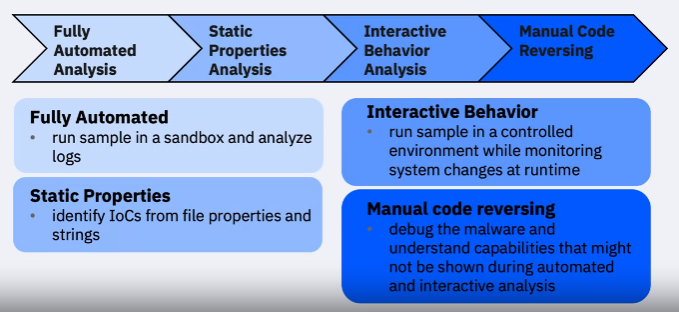 Fully
Automated
Analysis
Static
Properties
Analysis
Interactive
Behavior
Analysis
Manual Code
Reversing
Fully Automated
• run sample in a sandbox and analyze
logs
Static Properties
• identify IoCs from file properties and
strings
Interactive Behavior
• run sample in a controlled
environment while monitoring
system changes at runtime
Manual code reversing
• debug the malware and
understand capabilities that might
not be shown during automated
and interactive analysis